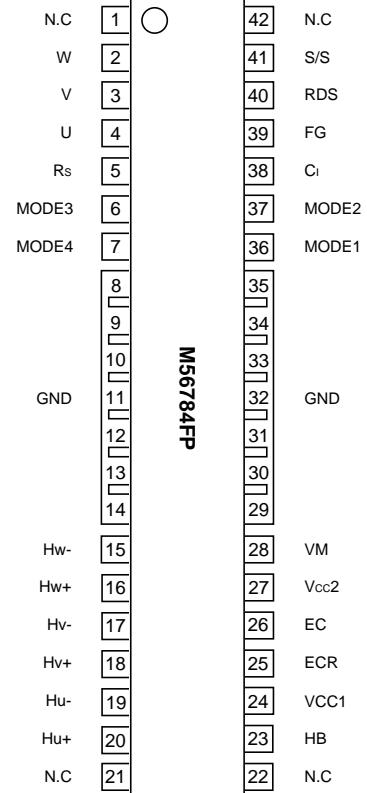 N.C 1 42 N.C
W 2 41 S/S
V 3 40 RDS
U 4 39 FG
Rs 5 38 CI
MODE3 6 37 MODE2
MODE4 7 36 MODE1
8 35
9 34
10 33
GND 11 32 GND
12 31
13 30
14 29
M56784FP
Hw- 15 28 VM
Hw+ 16 27 Vcc2
Hv- 17 26 EC
Hv+ 18 25 ECR
Hu- 19 24 VCC1
Hu+ 20 23 HB
N.C 21 22 N.C